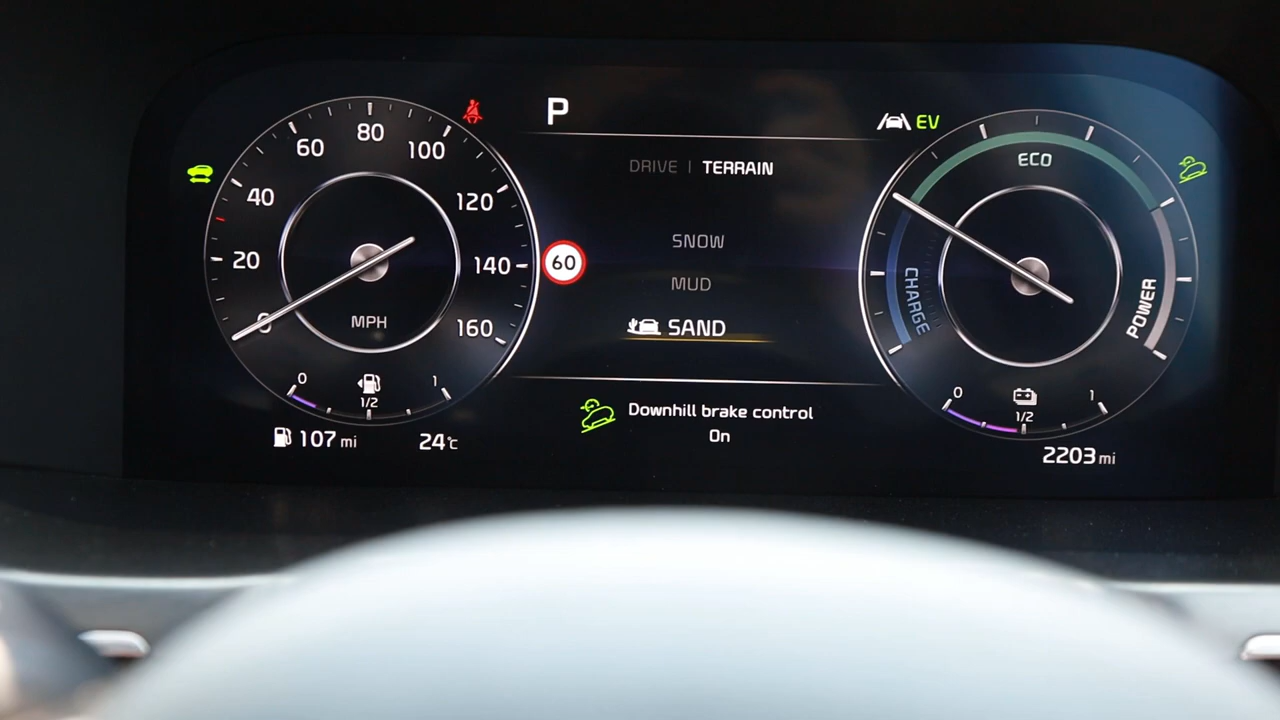 P
EV
DRIVE | TERRAIN
SNOW
MUD
SAND
Downhill brake control
On
0
20
40
60
80
100
120
140
160
MPH
60
0
1/2
1
107 mi
24℃
ECO
CHARGE
POWER
0
1/2
1
2203 mi